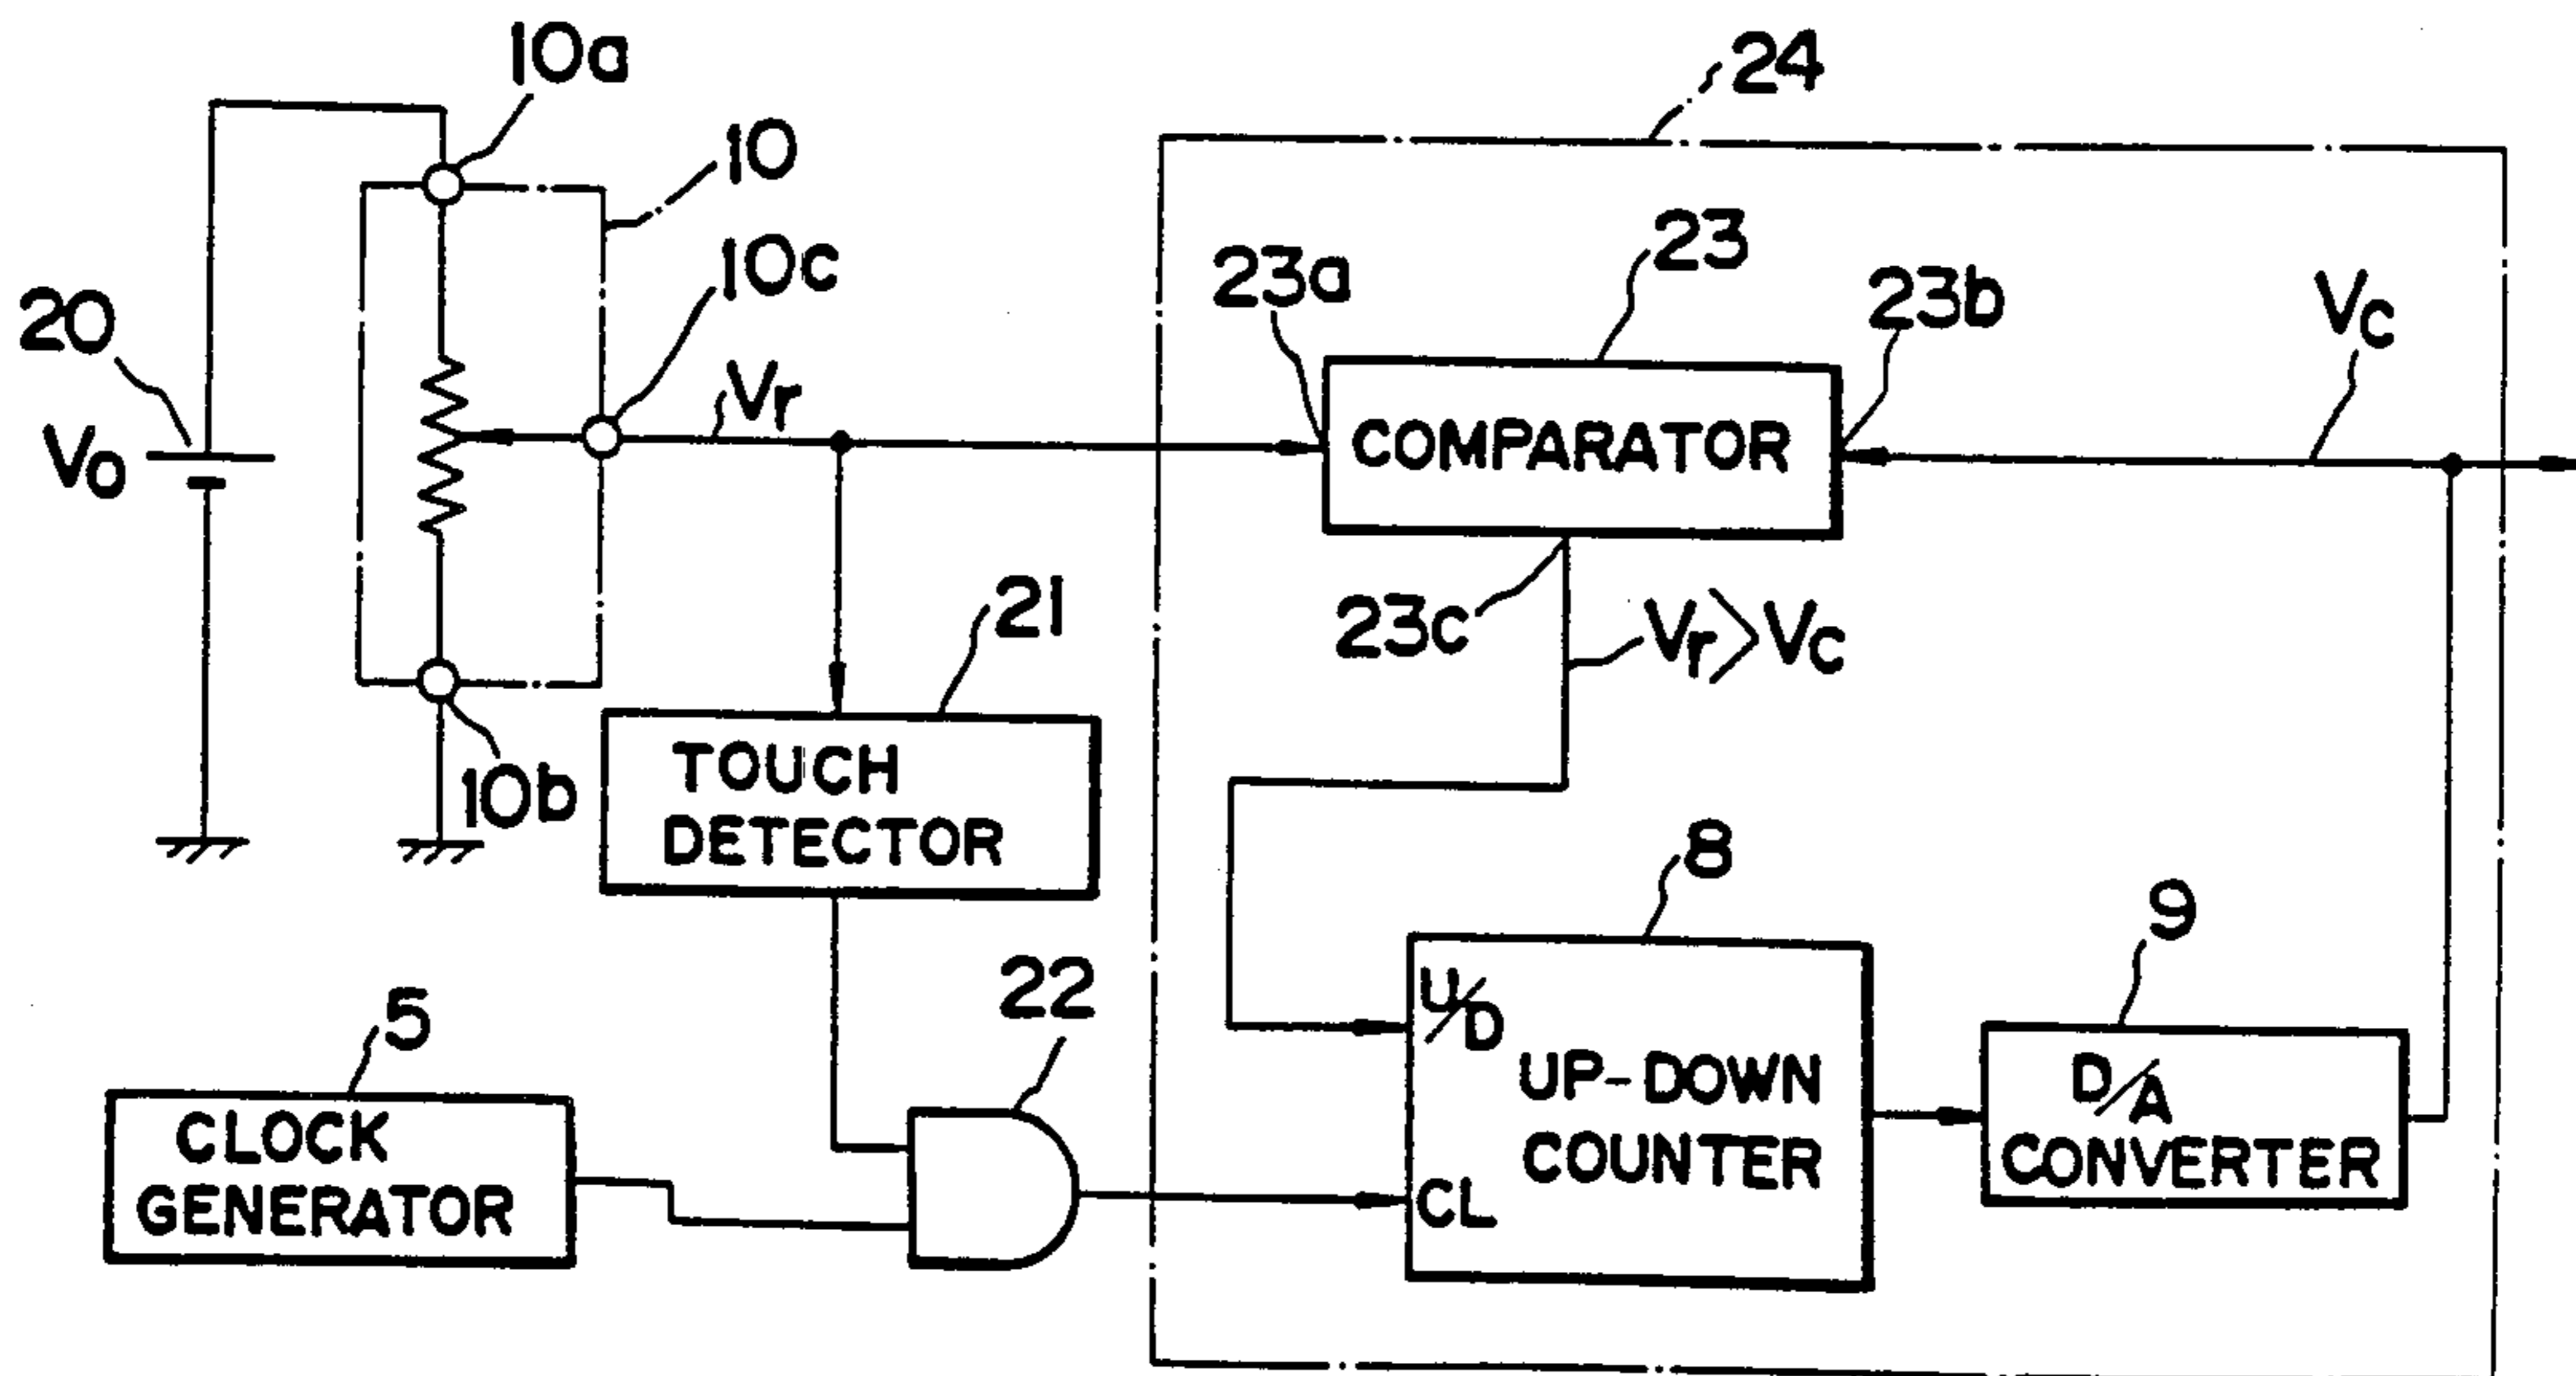 10a
10
24
10c
23
23a
23b
Vc
20
Vo
Vr
COMPARATOR
23c
Vr>Vc
21
TOUCH
DETECTOR
10b
8
9
22
5
U/D
UP-DOWN
COUNTER
CL
D/A
CONVERTER
CLOCK
GENERATOR